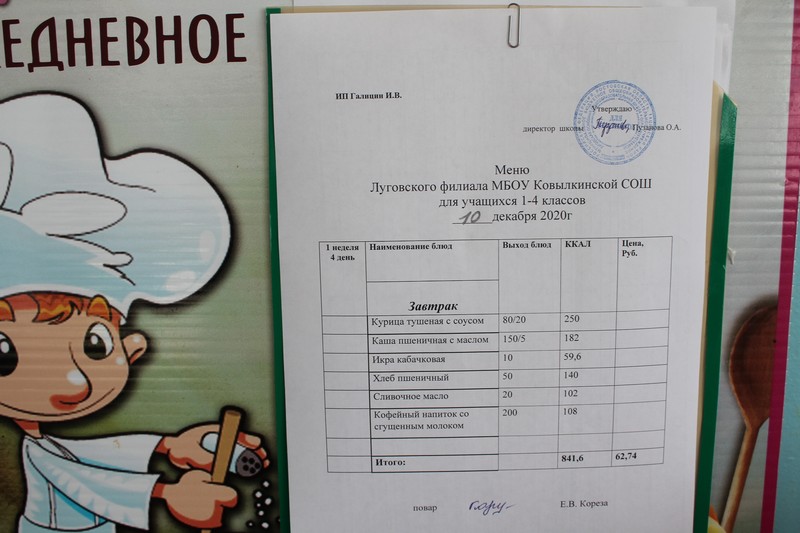 ЕДНЕВНОЕ
ИП Галицин И.В.
Утверждаю
директор школы Пузанова О.А.
Меню
Луговского филиала МБОУ Ковылкинской СОШ
для учащихся 1-4 классов
10 декабря 2020г
1 неделя 4 день Наименование блюд Выход блюд ККАЛ Цена, Руб.
Завтрак
Курица тушеная с соусом 80/20 250
Каша пшеничная с маслом 150/5 182
Икра кабачковая 10 59,6
Хлеб пшеничный 50 140
Сливочное масло 20 102
Кофейный напиток со 200 108
сгущенным молоком
Итого: 841,6 62,74
повар Е.В. Кореза